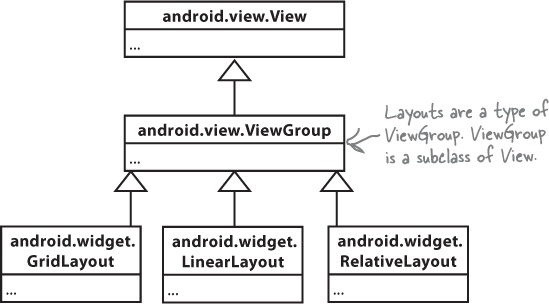 android.view.View
...
android.view.ViewGroup
...
Layouts are a type of
ViewGroup. ViewGroup
is a subclass of View.
android.widget.
GridLayout
...
android.widget.
LinearLayout
...
android.widget.
RelativeLayout
...